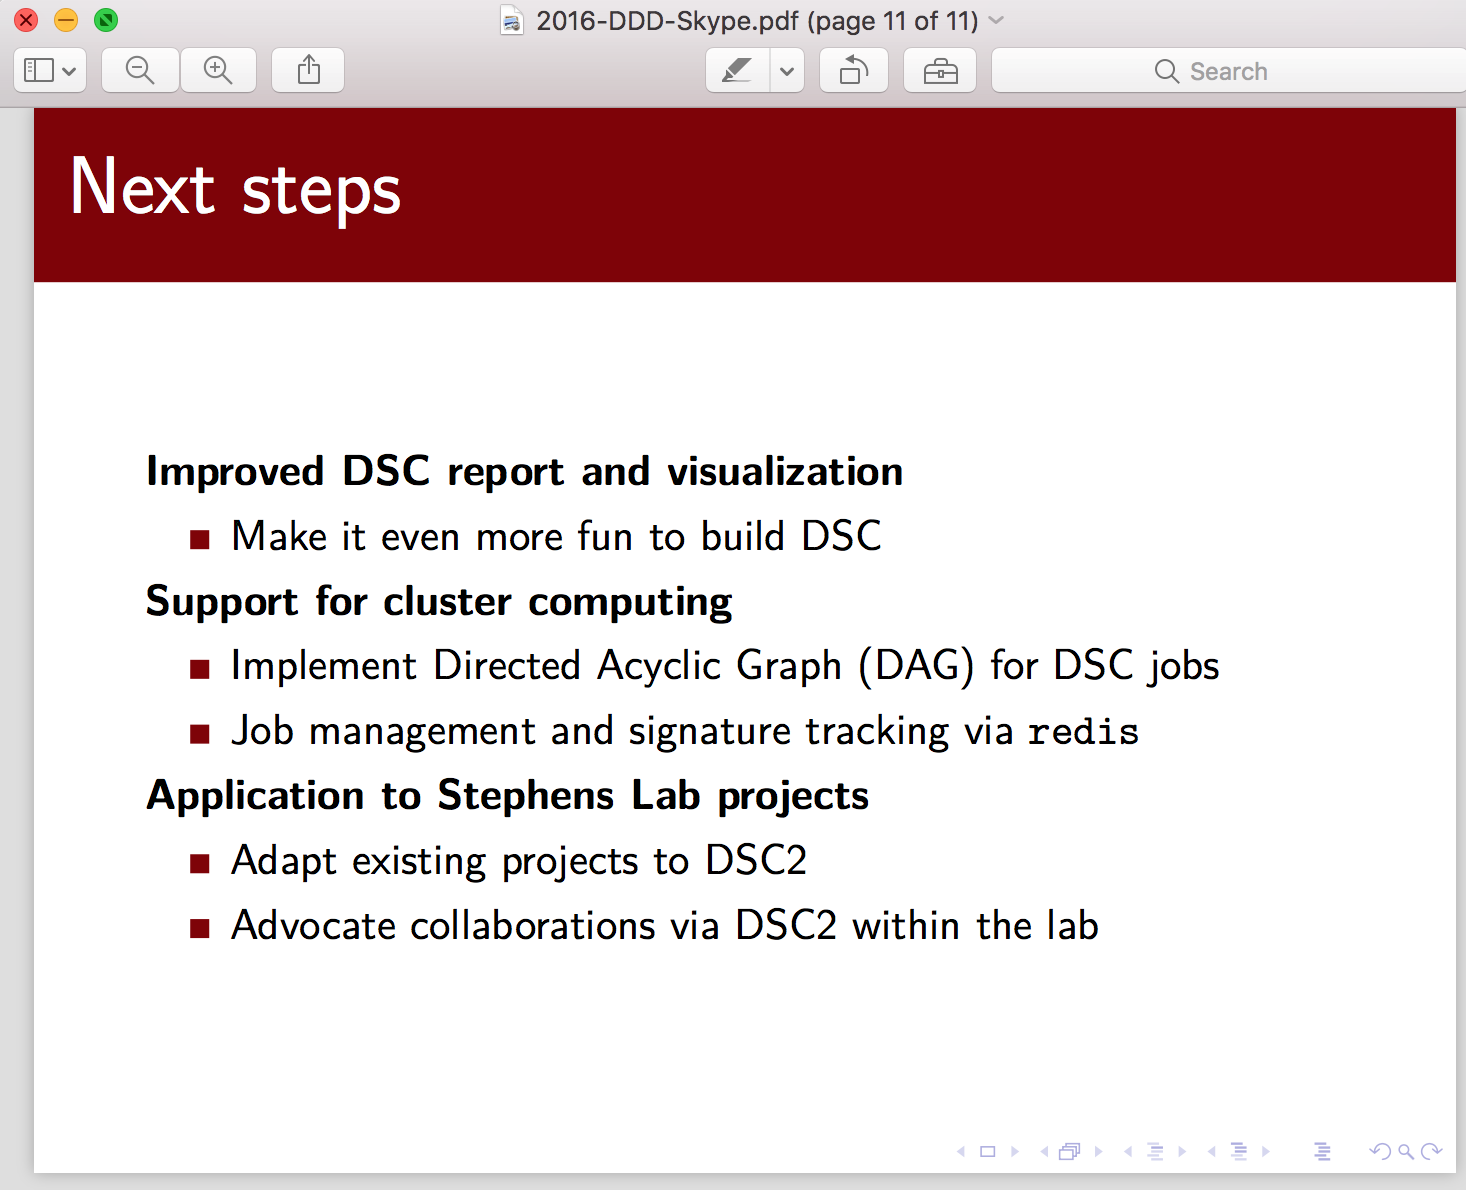 2016-DDD-Skype.pdf (page 11 of 11)
Search
Next steps
Improved DSC report and visualization
Make it even more fun to build DSC
Support for cluster computing
Implement Directed Acyclic Graph (DAG) for DSC jobs
Job management and signature tracking via redis
Application to Stephens Lab projects
Adapt existing projects to DSC2
Advocate collaborations via DSC2 within the lab